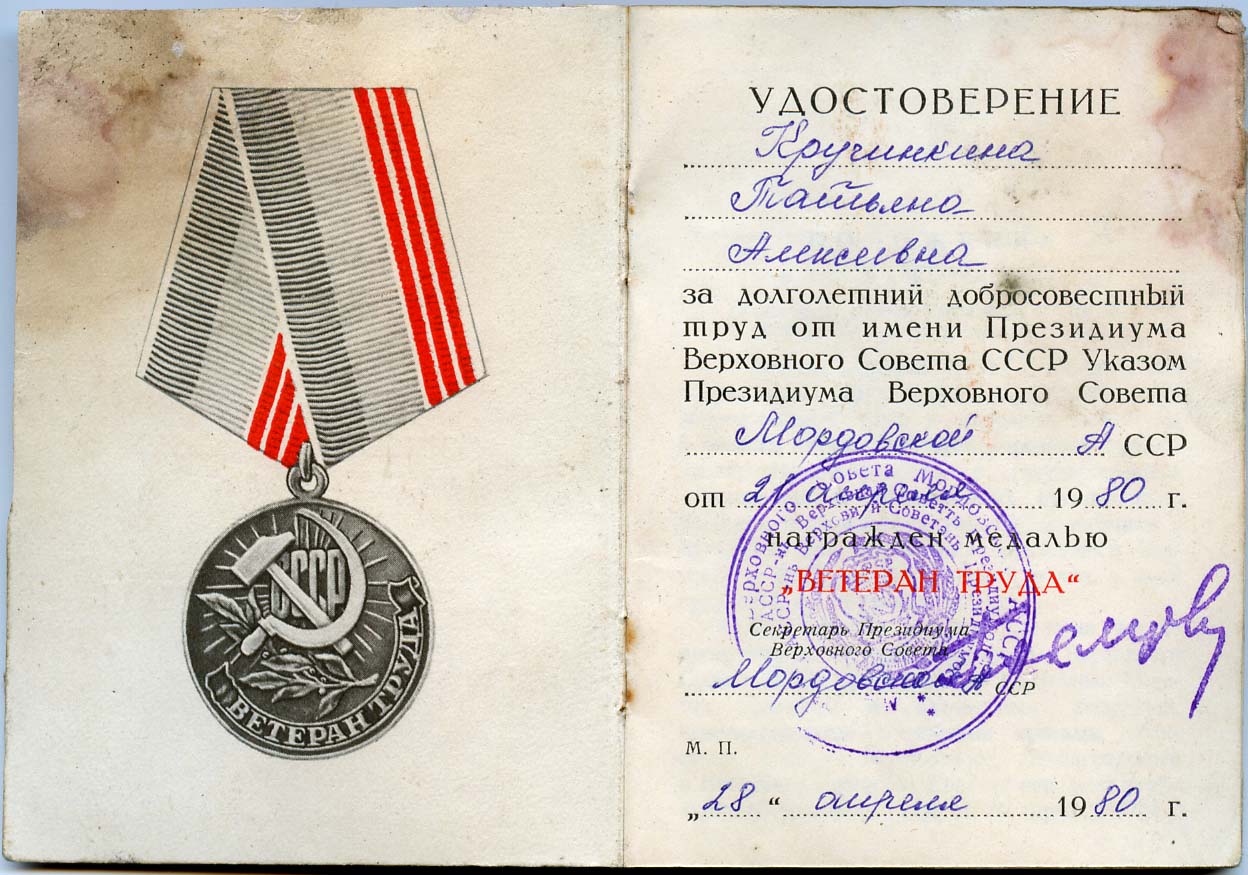 СССР
ВЕТЕРАН ТРУДА
УДОСТОВЕРЕНИЕ
Кручинкина
Татьяна
Алексеевна
за долголетний добросовестный
труд от имени Президиума
Верховного Совета СССР Указом
Президиума Верховного Совета
Мордовской А ССР
от апреля 1980 г.
награжден медалью
„ВЕТЕРАН ТРУДА“
Секретарь Президиума
Верховного Совета
Мордовской А ССР
М. П.
„28“ апреля 1980 г.